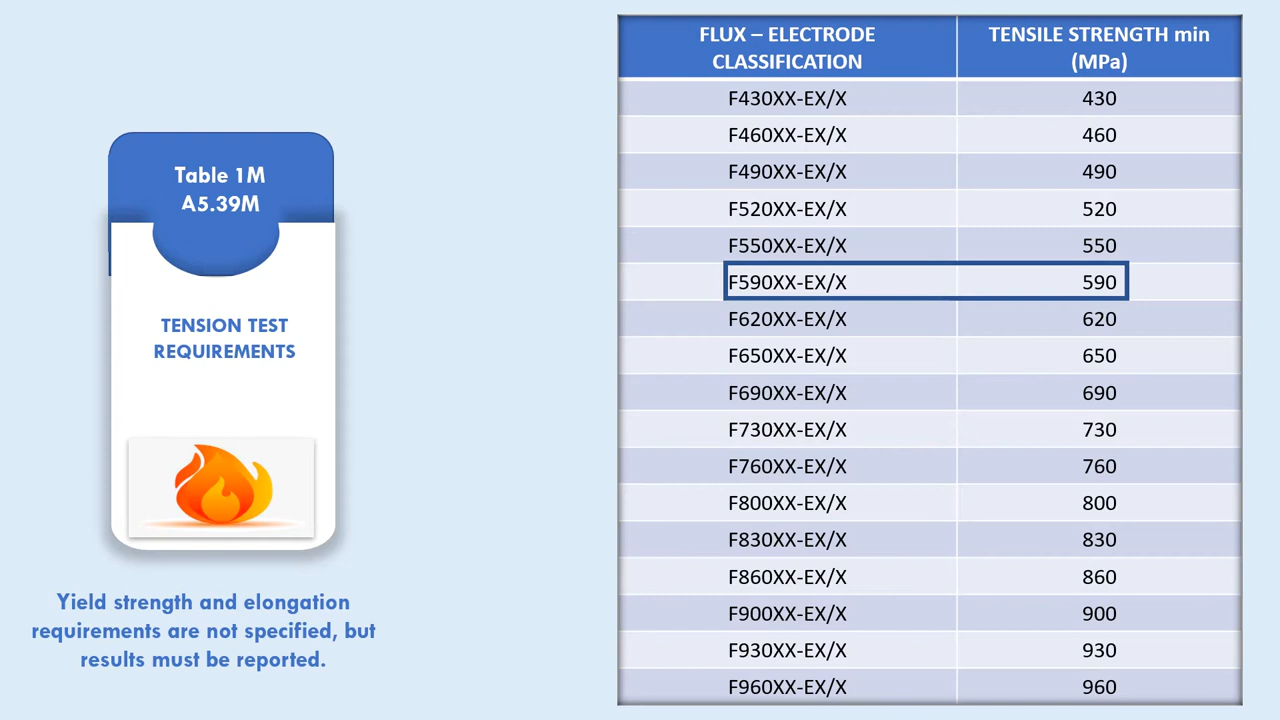 Table 1M
A5.39M
TENSION TEST
REQUIREMENTS
Yield strength and elongation
requirements are not specified, but
results must be reported.
FLUX – ELECTRODE CLASSIFICATION TENSILE STRENGTH min (MPa)
F430XX-EX/X 430
F460XX-EX/X 460
F490XX-EX/X 490
F520XX-EX/X 520
F550XX-EX/X 550
F590XX-EX/X 590
F620XX-EX/X 620
F650XX-EX/X 650
F690XX-EX/X 690
F730XX-EX/X 730
F760XX-EX/X 760
F800XX-EX/X 800
F830XX-EX/X 830
F860XX-EX/X 860
F900XX-EX/X 900
F930XX-EX/X 930
F960XX-EX/X 960